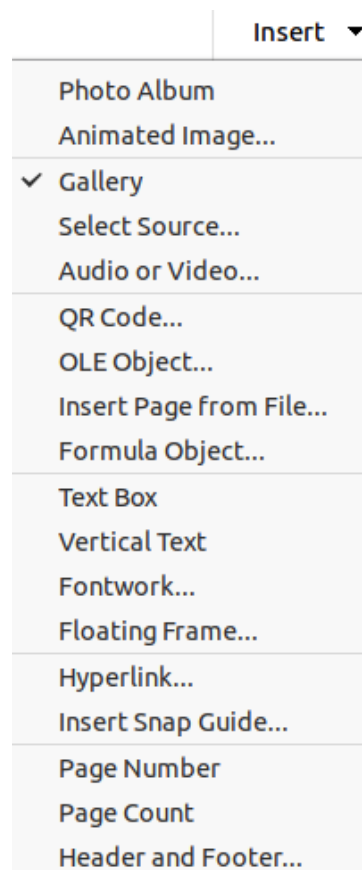 Insert
Photo Album
Animated Image...
Gallery
Select Source...
Audio or Video...
QR Code...
OLE Object...
Insert Page from File...
Formula Object...
Text Box
Vertical Text
Fontwork...
Floating Frame...
Hyperlink...
Insert Snap Guide...
Page Number
Page Count
Header and Footer...